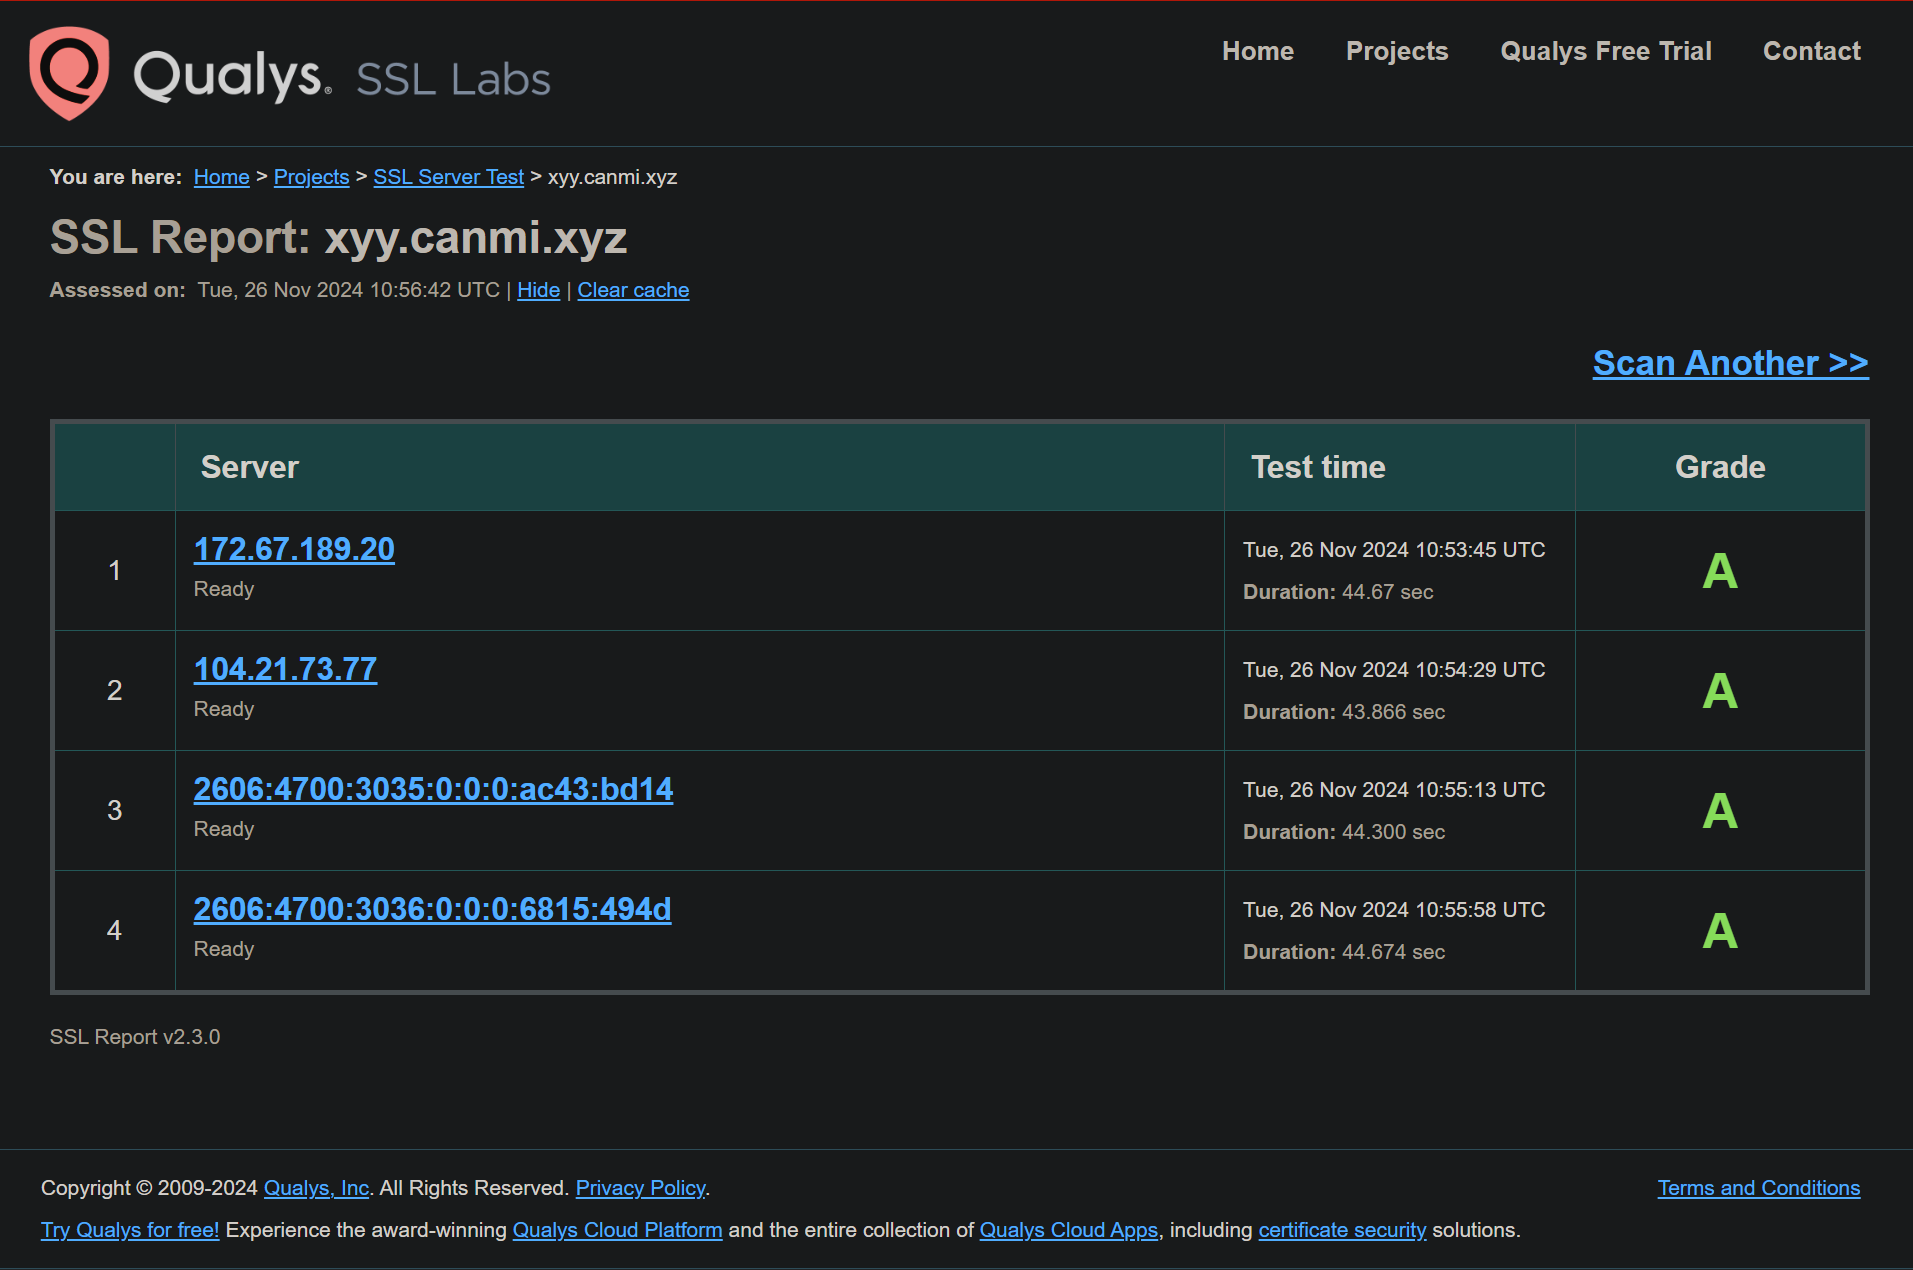 Qualys. SSL Labs
Home Projects Qualys Free Trial Contact
You are here: Home > Projects > SSL Server Test > xyy.canmi.xyz
SSL Report: xyy.canmi.xyz
Assessed on: Tue, 26 Nov 2024 10:56:42 UTC | Hide | Clear cache
Scan Another >>
Server Test time Grade
1 172.67.189.20 Tue, 26 Nov 2024 10:53:45 UTC A
Ready Duration: 44.67 sec
2 104.21.73.77 Tue, 26 Nov 2024 10:54:29 UTC A
Ready Duration: 43.866 sec
3 2606:4700:3035:0:0:0:ac43:bd14 Tue, 26 Nov 2024 10:55:13 UTC A
Ready Duration: 44.300 sec
4 2606:4700:3036:0:0:0:6815:494d Tue, 26 Nov 2024 10:55:58 UTC A
Ready Duration: 44.674 sec
SSL Report v2.3.0
Copyright © 2009-2024 Qualys, Inc. All Rights Reserved. Privacy Policy. Terms and Conditions
Try Qualys for free! Experience the award-winning Qualys Cloud Platform and the entire collection of Qualys Cloud Apps, including certificate security solutions.